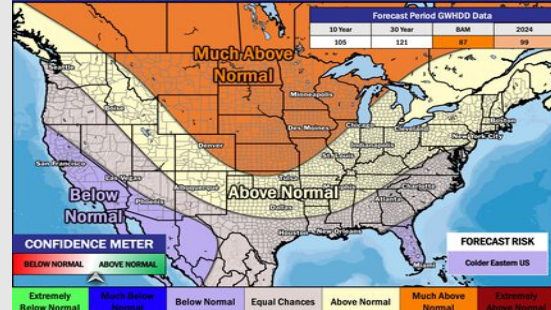 Forecast Period GWHDD Data
10 Year 30 Year BAM 2024
105 121 87 99
Much Above
Normal
Seattle
Minneapolis
Boise
Boston
Des Moines
Chicago
Cleveland
New York City
Denver
Indianapolis
San Francisco
St. Louis
Las Vegas
Tulsa
Charlotte
Albuquerque
Above Normal
Below
Normal
Phoenix
Dallas
Atlanta
Houston
New Orleans
Miami
CONFIDENCE METER
BELOW NORMAL ABOVE NORMAL
FORECAST RISK
Colder Eastern US
Extremely
Below Normal
Much Below
Normal
Below Normal
Equal Chances
Above Normal
Much Above
Normal
Extremely
Above Normal